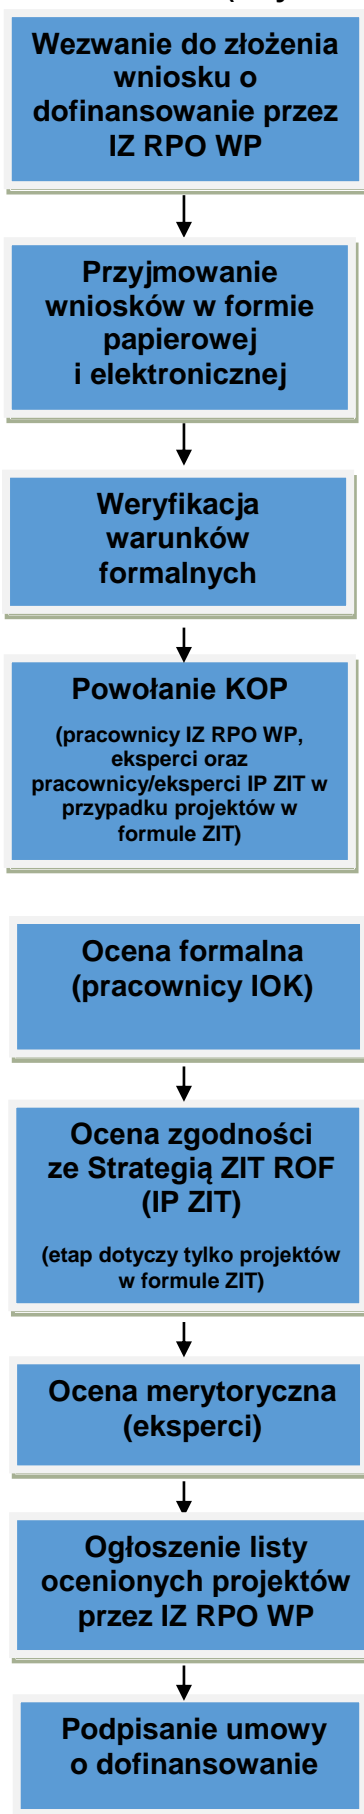 Wezwanie do złożenia
wniosku o
dofinansowanie przez
IZ RPO WP
Przyjmowanie
wniosków w formie
papierowej
i elektronicznej
Weryfikacja
warunków
formalnych
Powołanie KOP
(pracownicy IZ RPO WP,
eksperci oraz
pracownicy/eksperci IP ZIT w
przypadku projektów w
formule ZIT)
Ocena formalna
(pracownicy IOK)
Ocena zgodności
ze Strategią ZIT ROF
(IP ZIT)
(etap dotyczy tylko projektów
w formule ZIT)
Ocena merytoryczna
(eksperci)
Ogłoszenie listy
ocenionych projektów
przez IZ RPO WP
Podpisanie umowy
o dofinansowanie